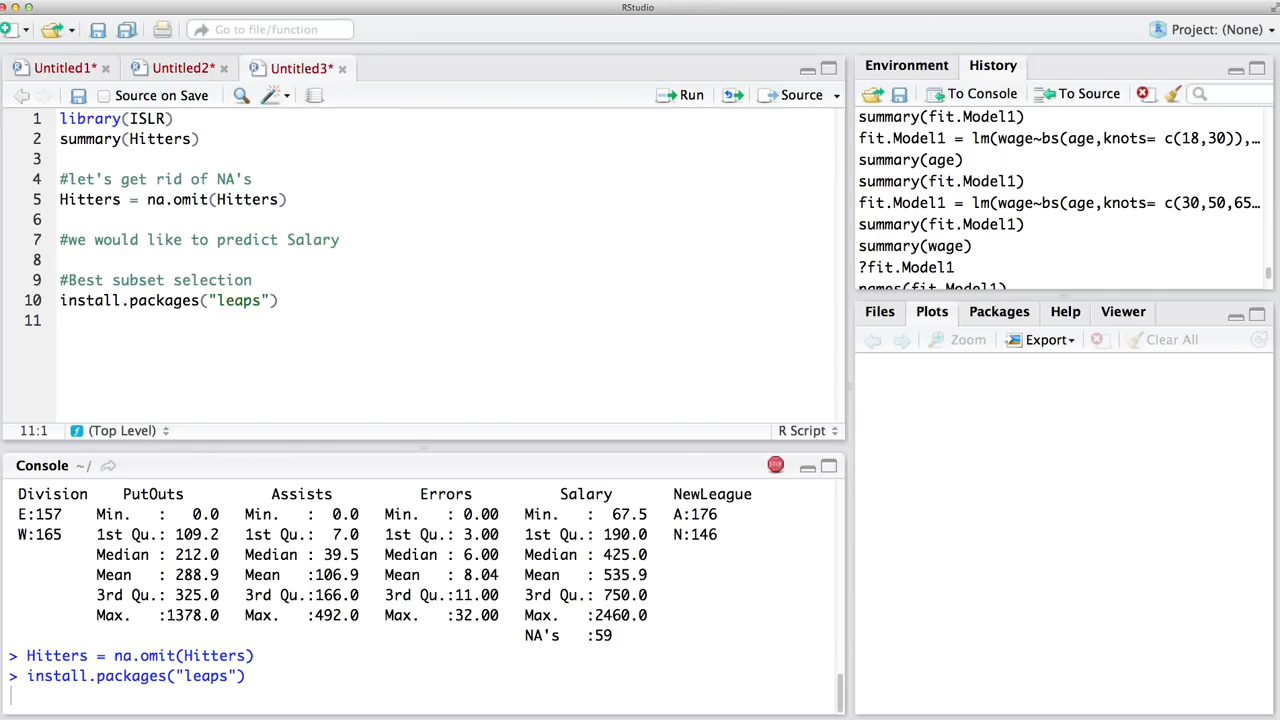 RStudio
Go to file/function
Project: (None)
Untitled1*
Untitled2*
Untitled3*
Source on Save
Run
Source
1 library(ISLR)
2 summary(Hitters)
3
4 #let's get rid of NA's
5 Hitters = na.omit(Hitters)
6
7 #we would like to predict Salary
8
9 #Best subset selection
10 install.packages("leaps")
11
11:1 (Top Level)
R Script
Console ~/
STOP
Division PutOuts Assists Errors Salary NewLeague
E:157 Min. : 0.0 Min. : 0.0 Min. : 0.00 Min. : 67.5 A:176
W:165 1st Qu.: 109.2 1st Qu.: 7.0 1st Qu.: 3.00 1st Qu.: 190.0 N:146
Median : 212.0 Median : 39.5 Median : 6.00 Median : 425.0
Mean : 288.9 Mean :106.9 Mean : 8.04 Mean : 535.9
3rd Qu.: 325.0 3rd Qu.:166.0 3rd Qu.:11.00 3rd Qu.: 750.0
Max. :1378.0 Max. :492.0 Max. :32.00 Max. :2460.0
NA's :59
> Hitters = na.omit(Hitters)
> install.packages("leaps")
Environment History
To Console To Source
summary(fit.Model1)
fit.Model1 = lm(wage~bs(age,knots= c(18,30)),…
summary(age)
summary(fit.Model1)
fit.Model1 = lm(wage~bs(age,knots= c(30,50,65…
summary(fit.Model1)
summary(wage)
?fit.Model1
names(fit.Model1)
Files Plots Packages Help Viewer
Zoom Export Clear All